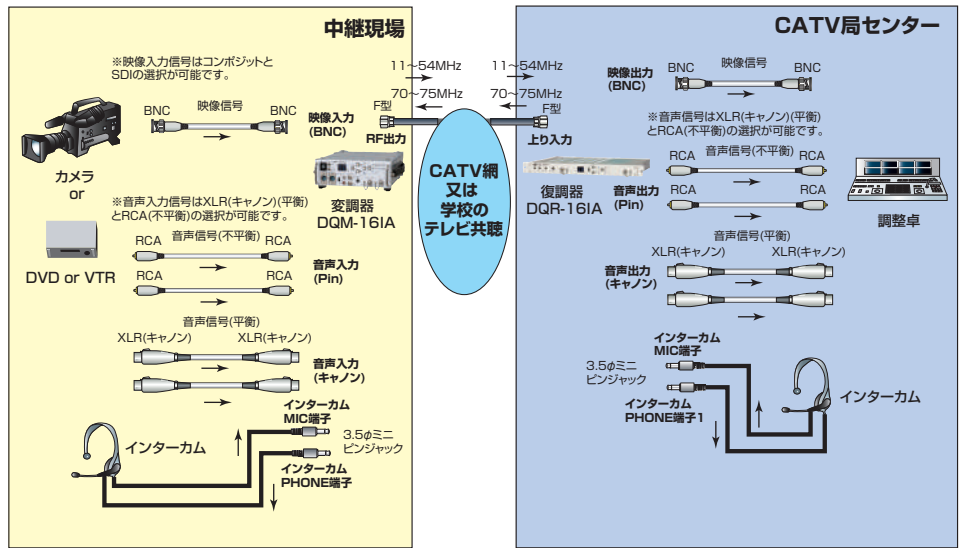 中継現場
※映像入力信号はコンポジットと
SDIの選択が可能です。
BNC
映像信号
BNC
映像入力
(BNC)
F型
RF出力
11～54MHz
70～75MHz
カメラ
or
変調器
DQM-16IA
※音声入力信号はXLR(キャノン)(平衡)
とRCA(不平衡)の選択が可能です。
DVD or VTR
音声信号(不平衡)
RCA
RCA
RCA
RCA
音声入力
(Pin)
音声信号(平衡)
XLR(キャノン)
XLR(キャノン)
音声入力
(キャノン)
インターカム
インターカム
MIC端子
3.5φミニ
ピンジャック
インターカム
PHONE端子
CATV網
又は
学校の
テレビ共聴
CATV局センター
11～54MHz
70～75MHz
F型
上り入力
映像出力
(BNC)
BNC
映像信号
BNC
※音声信号はXLR(キャノン)(平衡)
とRCA(不平衡)の選択が可能です。
復調器
DQR-16IA
音声信号(不平衡)
RCA
RCA
RCA
RCA
音声出力
(Pin)
調整卓
音声信号(平衡)
XLR(キャノン)
XLR(キャノン)
音声出力
(キャノン)
インターカム
MIC端子
3.5φミニ
ピンジャック
インターカム
PHONE端子1
インターカム